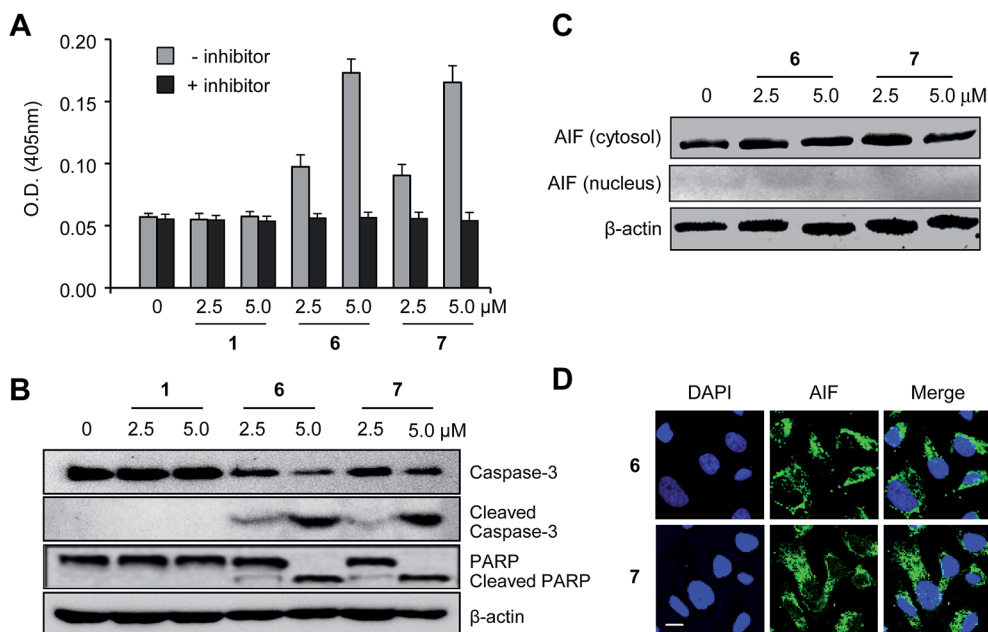 A
0.20
0.15
0.10
0.05
0.00
O.D. (405nm)
- inhibitor
+ inhibitor
0 2.5 5.0 2.5 5.0 2.5 5.0 μM
1 6 7
B
1 6 7
0 2.5 5.0 2.5 5.0 2.5 5.0 μM
Caspase-3
Cleaved
Caspase-3
PARP
Cleaved PARP
β-actin
C
6 7
0 2.5 5.0 2.5 5.0 μM
AIF (cytosol)
AIF (nucleus)
β-actin
D
DAPI AIF Merge
6
7